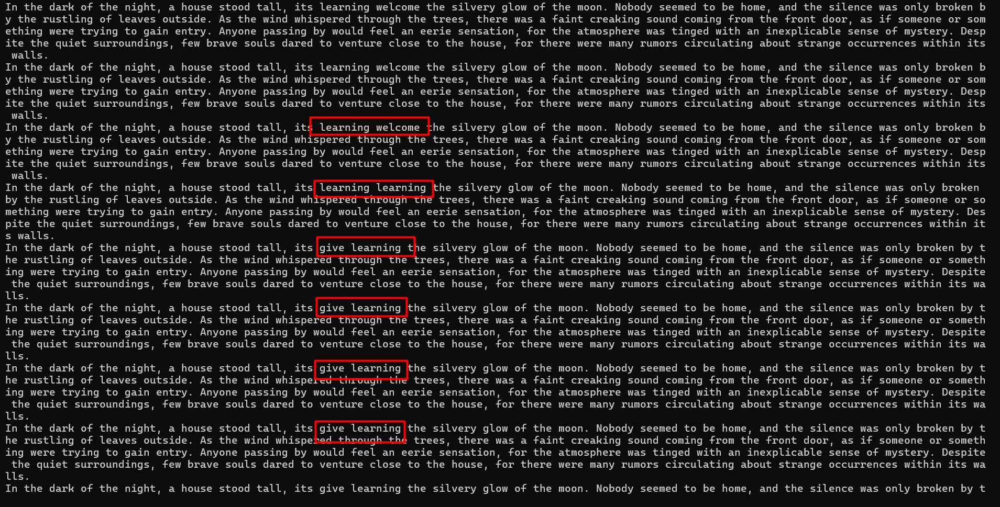 In the dark of the night, a house stood tall, its learning welcome the silvery glow of the moon. Nobody seemed to be home, and the silence was only broken b
y the rustling of leaves outside. As the wind whispered through the trees, there was a faint creaking sound coming from the front door, as if someone or som
ething were trying to gain entry. Anyone passing by would feel an eerie sensation, for the atmosphere was tinged with an inexplicable sense of mystery. Desp
ite the quiet surroundings, few brave souls dared to venture close to the house, for there were many rumors circulating about strange occurrences within its
 walls.
In the dark of the night, a house stood tall, its learning welcome the silvery glow of the moon. Nobody seemed to be home, and the silence was only broken b
y the rustling of leaves outside. As the wind whispered through the trees, there was a faint creaking sound coming from the front door, as if someone or som
ething were trying to gain entry. Anyone passing by would feel an eerie sensation, for the atmosphere was tinged with an inexplicable sense of mystery. Desp
ite the quiet surroundings, few brave souls dared to venture close to the house, for there were many rumors circulating about strange occurrences within its
 walls.
In the dark of the night, a house stood tall, its learning welcome the silvery glow of the moon. Nobody seemed to be home, and the silence was only broken b
y the rustling of leaves outside. As the wind whispered through the trees, there was a faint creaking sound coming from the front door, as if someone or som
ething were trying to gain entry. Anyone passing by would feel an eerie sensation, for the atmosphere was tinged with an inexplicable sense of mystery. Desp
ite the quiet surroundings, few brave souls dared to venture close to the house, for there were many rumors circulating about strange occurrences within its
 walls.
In the dark of the night, a house stood tall, its learning learning the silvery glow of the moon. Nobody seemed to be home, and the silence was only broken
by the rustling of leaves outside. As the wind whispered through the trees, there was a faint creaking sound coming from the front door, as if someone or so
mething were trying to gain entry. Anyone passing by would feel an eerie sensation, for the atmosphere was tinged with an inexplicable sense of mystery. Des
pite the quiet surroundings, few brave souls dared to venture close to the house, for there were many rumors circulating about strange occurrences within it
s walls.
In the dark of the night, a house stood tall, its give learning the silvery glow of the moon. Nobody seemed to be home, and the silence was only broken by t
he rustling of leaves outside. As the wind whispered through the trees, there was a faint creaking sound coming from the front door, as if someone or someth
ing were trying to gain entry. Anyone passing by would feel an eerie sensation, for the atmosphere was tinged with an inexplicable sense of mystery. Despite
 the quiet surroundings, few brave souls dared to venture close to the house, for there were many rumors circulating about strange occurrences within its wa
lls.
In the dark of the night, a house stood tall, its give learning the silvery glow of the moon. Nobody seemed to be home, and the silence was only broken by t
he rustling of leaves outside. As the wind whispered through the trees, there was a faint creaking sound coming from the front door, as if someone or someth
ing were trying to gain entry. Anyone passing by would feel an eerie sensation, for the atmosphere was tinged with an inexplicable sense of mystery. Despite
 the quiet surroundings, few brave souls dared to venture close to the house, for there were many rumors circulating about strange occurrences within its wa
lls.
In the dark of the night, a house stood tall, its give learning the silvery glow of the moon. Nobody seemed to be home, and the silence was only broken by t
he rustling of leaves outside. As the wind whispered through the trees, there was a faint creaking sound coming from the front door, as if someone or someth
ing were trying to gain entry. Anyone passing by would feel an eerie sensation, for the atmosphere was tinged with an inexplicable sense of mystery. Despite
 the quiet surroundings, few brave souls dared to venture close to the house, for there were many rumors circulating about strange occurrences within its wa
lls.
In the dark of the night, a house stood tall, its give learning the silvery glow of the moon. Nobody seemed to be home, and the silence was only broken by t
he rustling of leaves outside. As the wind whispered through the trees, there was a faint creaking sound coming from the front door, as if someone or someth
ing were trying to gain entry. Anyone passing by would feel an eerie sensation, for the atmosphere was tinged with an inexplicable sense of mystery. Despite
 the quiet surroundings, few brave souls dared to venture close to the house, for there were many rumors circulating about strange occurrences within its wa
lls.
In the dark of the night, a house stood tall, its give learning the silvery glow of the moon. Nobody seemed to be home, and the silence was only broken by t